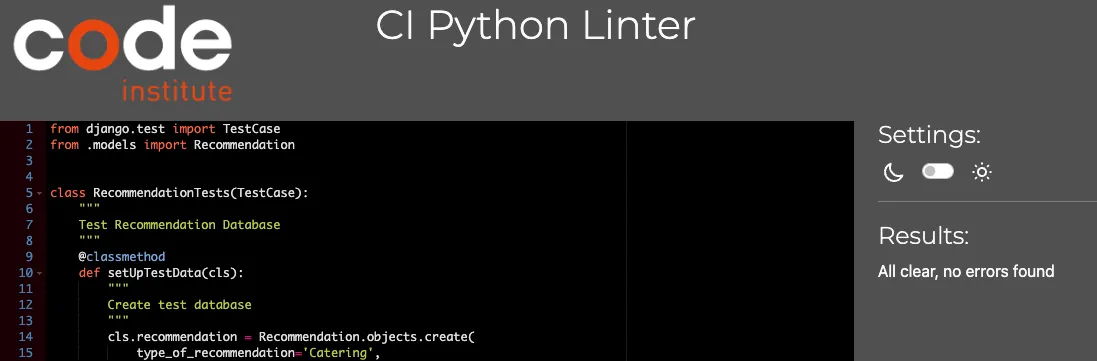 code
institute
CI Python Linter
1 from django.test import TestCase
2 from .models import Recommendation
3
4
5 class RecommendationTests(TestCase):
6     """
7     Test Recommendation Database
8     """
9     @classmethod
10     def setUpTestData(cls):
11         """
12         Create test database
13         """
14         cls.recommendation = Recommendation.objects.create(
15             type_of_recommendation='Catering',
Settings:
Results:
All clear, no errors found